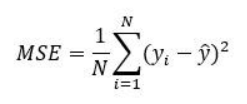 MSE = \frac{1}{N} \sum_{i=1}^{N} (y_i - \hat{y})^2